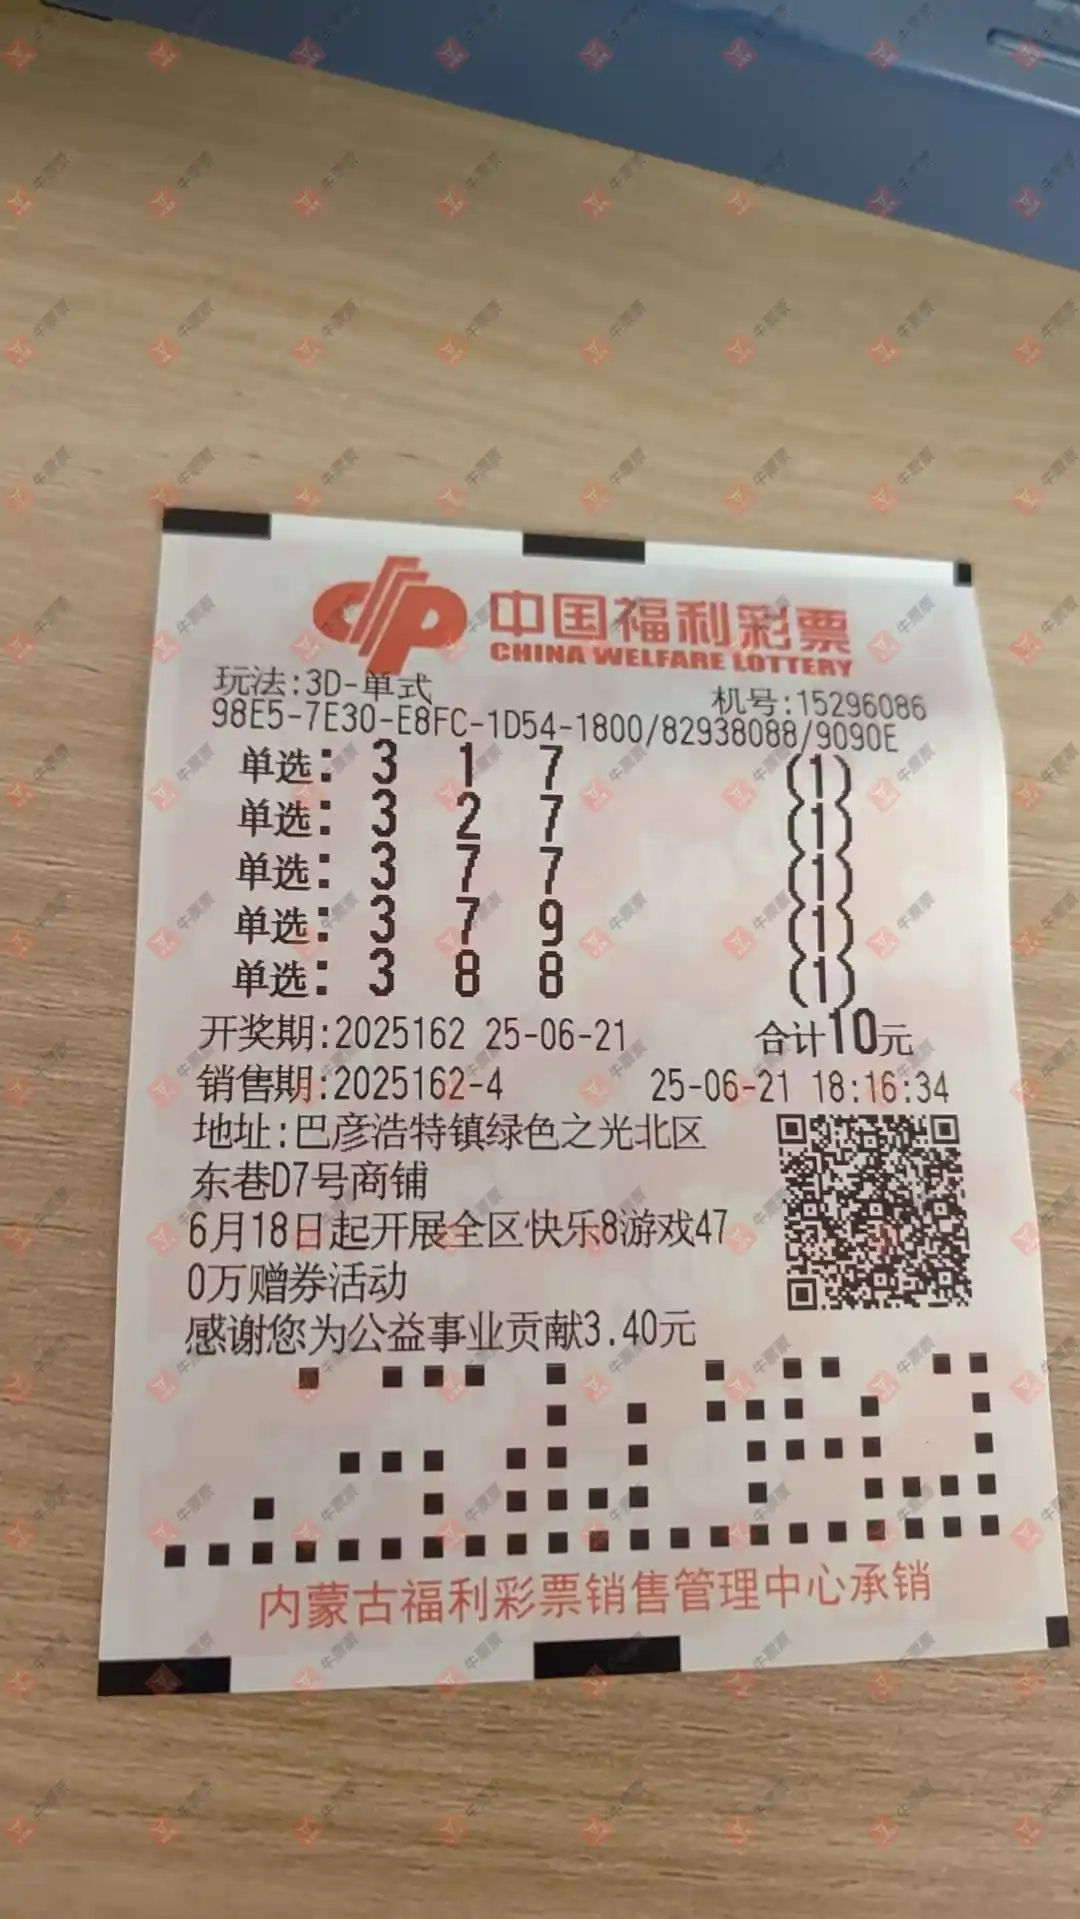 中国福利彩票
CHINA WELFARE LOTTERY
玩法:3D-单式
机号:15296086
98E5-7E30-E8FC-1D54-1800/82938088/9090E
单选: 3 1 7 (1)
单选: 3 2 7 (1)
单选: 3 7 7 (1)
单选: 3 7 9 (1)
单选: 3 8 8 (1)
开奖期:2025162 25-06-21 合计10元
销售期:2025162-4 25-06-21 18:16:34
地址:巴彦浩特镇绿色之光北区
东巷D7号商铺
6月18日起开展全区快乐8游戏47
0万赠券活动
感谢您为公益事业贡献3.40元
内蒙古福利彩票销售管理中心承销